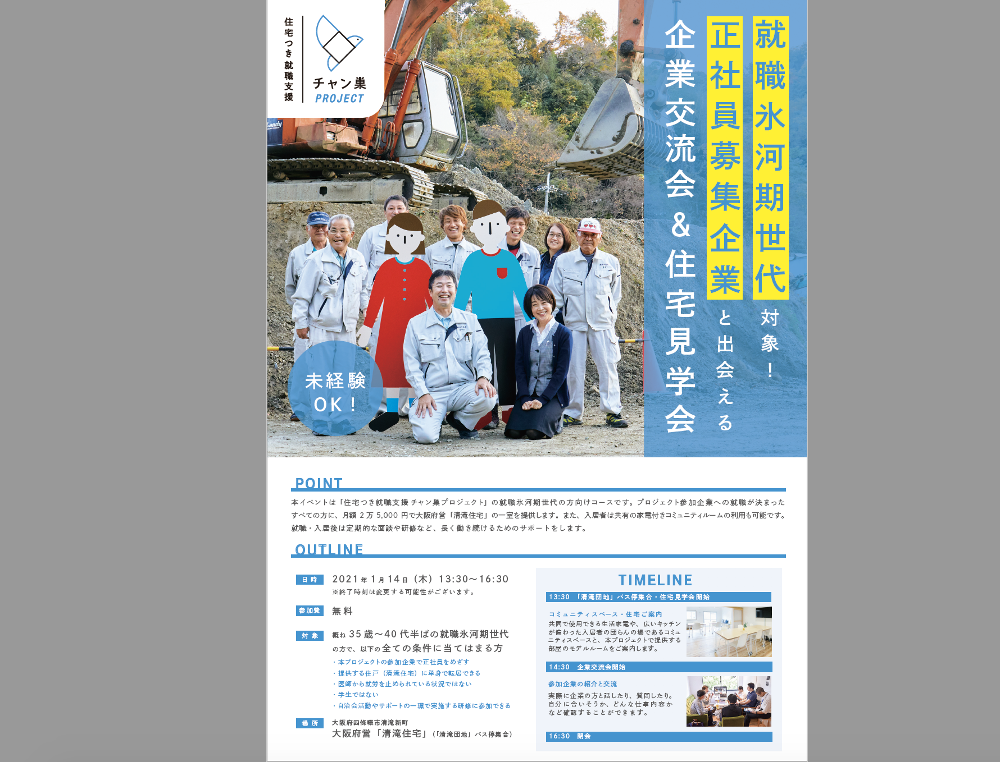 住宅つき就職支援
チャン巣
PROJECT
就職氷河期世代対象！
正社員募集企業と出会える
企業交流会＆住宅見学会
未経験
OK！
POINT
本イベントは「住宅つき就職支援 チャン巣プロジェクト」の就職氷河期世代の方向けコースです。プロジェクト参加企業への就職が決まった
すべての方に、月額 2 万 5,000 円で大阪府営「清滝住宅」の一室を提供します。また、入居者は共有の家電付きコミュニティルームの利用も可能です。
就職・入居後は定期的な面談や研修など、長く働き続けるためのサポートをします。
OUTLINE
日時
2021 年 1 月 14 日（木）13:30〜16:30
※終了時刻は変更する可能性がございます。
参加費
無料
対象
概ね 35 歳〜40 代半ばの就職氷河期世代
の方で、以下の全ての条件に当てはまる方
・本プロジェクトの参加企業で正社員をめざす
・提供する住戸（清滝住宅）に単身で転居できる
・医師から就労を止められている状況ではない
・学生ではない
・自治会活動やサポートの一環で実施する研修に参加できる
場所
大阪府四條畷市清滝新町
大阪府営「清滝住宅」（「清滝団地」バス停集合）
TIMELINE
13:30 「清滝団地」バス停集合・住宅見学会開始
コミュニティスペース・住宅ご案内
共同で使用できる生活家電や、広いキッチン
が備わった入居者の団らんの場であるコミュ
ニティスペースと、本プロジェクトで提供する
部屋のモデルルームをご案内します。
14:30 企業交流会開始
参加企業の紹介と交流
実際に企業の方と話したり、質問したり。
自分に合いそうか、どんな仕事内容か
など確認することができます。
16:30 閉会